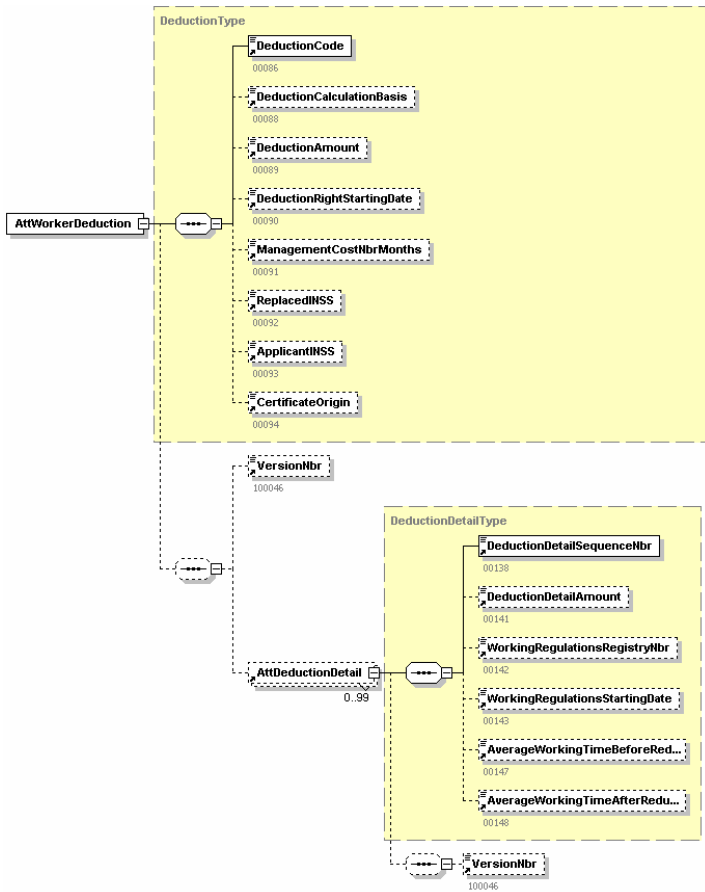 DeductionType
DeductionCode
00086
DeductionCalculationBasis
00088
DeductionAmount
00089
DeductionRightStartingDate
00090
AttWorkerDeduction
ManagementCostNbrMonths
00091
ReplacedINSS
00092
ApplicantINSS
00093
CertificateOrigin
00094
VersionNbr
100046
DeductionDetailType
DeductionDetailSequenceNbr
00138
DeductionDetailAmount
00141
WorkingRegulationsRegistryNbr
00142
AttDeductionDetail
0..99
WorkingRegulationsStartingDate
00143
AverageWorkingTimeBeforeRed...
00147
AverageWorkingTimeAfterRedu...
00148
VersionNbr
100046